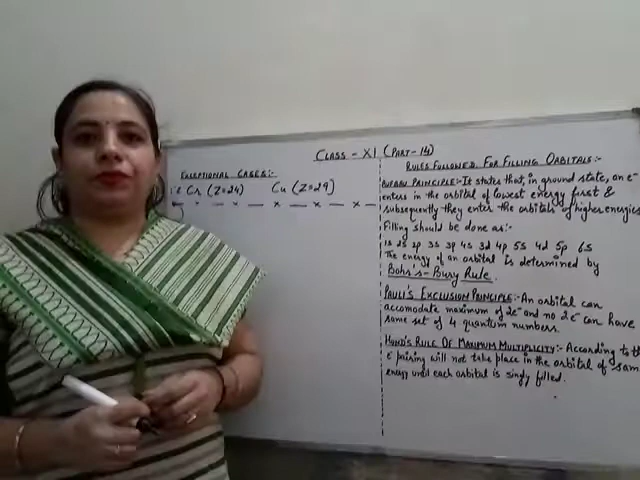 CLASS - XI (PART-14)
EXCEPTIONAL CASES:-
i.e Cr (Z=24) Cu (Z=29)
RULES FOLLOWED FOR FILLING ORBITALS:-
AUFBAU PRINCIPLE:- It states that, in ground state, an e⁻
enters in the orbital of lowest energy first &
subsequently they enter the orbitals of higher energies
Filling should be done as:-
1s 2s 2p 3s 3p 4s 3d 4p 5s 4d 5p 6s
The energy of an orbital is determined by
Bohr's-Bury Rule.
PAULI'S EXCLUSION PRINCIPLE:- An orbital can
accomodate maximum of 2e⁻ and no 2e⁻ can have
same set of 4 quantum numbers.
HUND'S RULE OF MAXIMUM MULTIPLICITY:- According to th
e⁻ pairing will not take place in the orbital of sam
energy until each orbital is singly filled.